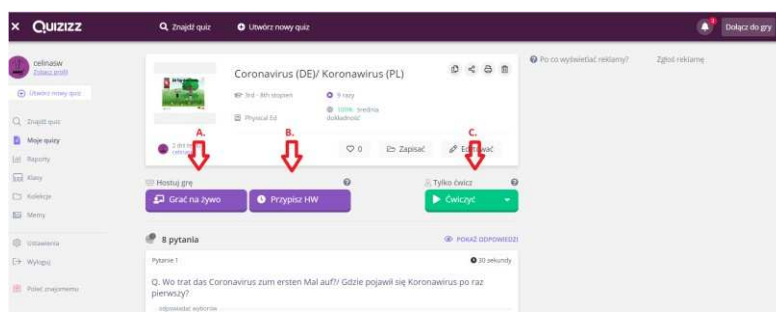 × QUIZIZZ
Znajdź quiz
Utwórz nowy quiz
Dołącz do gry
celinasw
Zobacz profil
Utwórz nowy quiz
Znajdź quiz
Moje quizy
Raporty
Klasy
Kolekcje
Memy
Ustawienia
Wyloguj
Poleć znajomemu
Coronavirus (DE)/ Koronawirus (PL)
3rd - 8th stopień
9 razy
Physical Ed
100% średnia
dokładność
A.
B.
C.
0
Zapisać
Edytować
Hostuj grę
Tylko ćwicz
Grać na żywo
Przypisz HW
Ćwiczyć
8 pytania
POKAŻ ODPOWIEDZI
Pytanie 1
30 sekundy
Q. Wo trat das Coronavirus zum ersten Mal auf?/ Gdzie pojawił się Koronawirus po raz
pierwszy?
odpowiadać wyborów
Po co wyświetlać reklamy?
Zgłoś reklamę